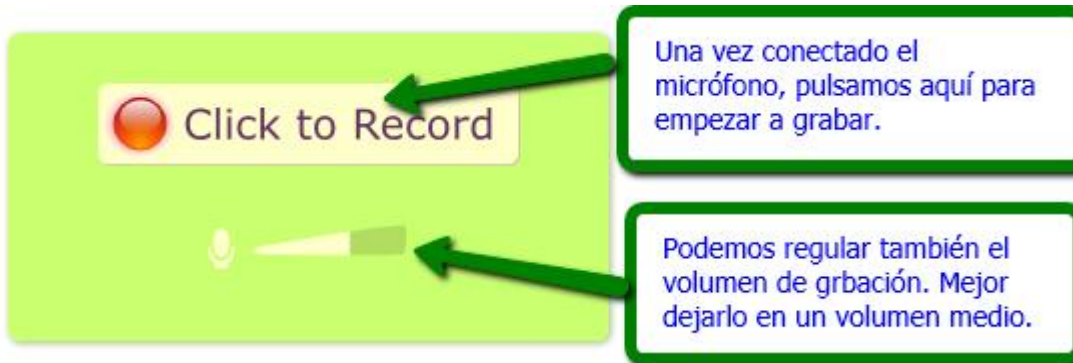 Click to Record
Una vez conectado el
micrófono, pulsamos aquí para
empezar a grabar.
Podemos regular también el
volumen de grbación. Mejor
dejarlo en un volumen medio.